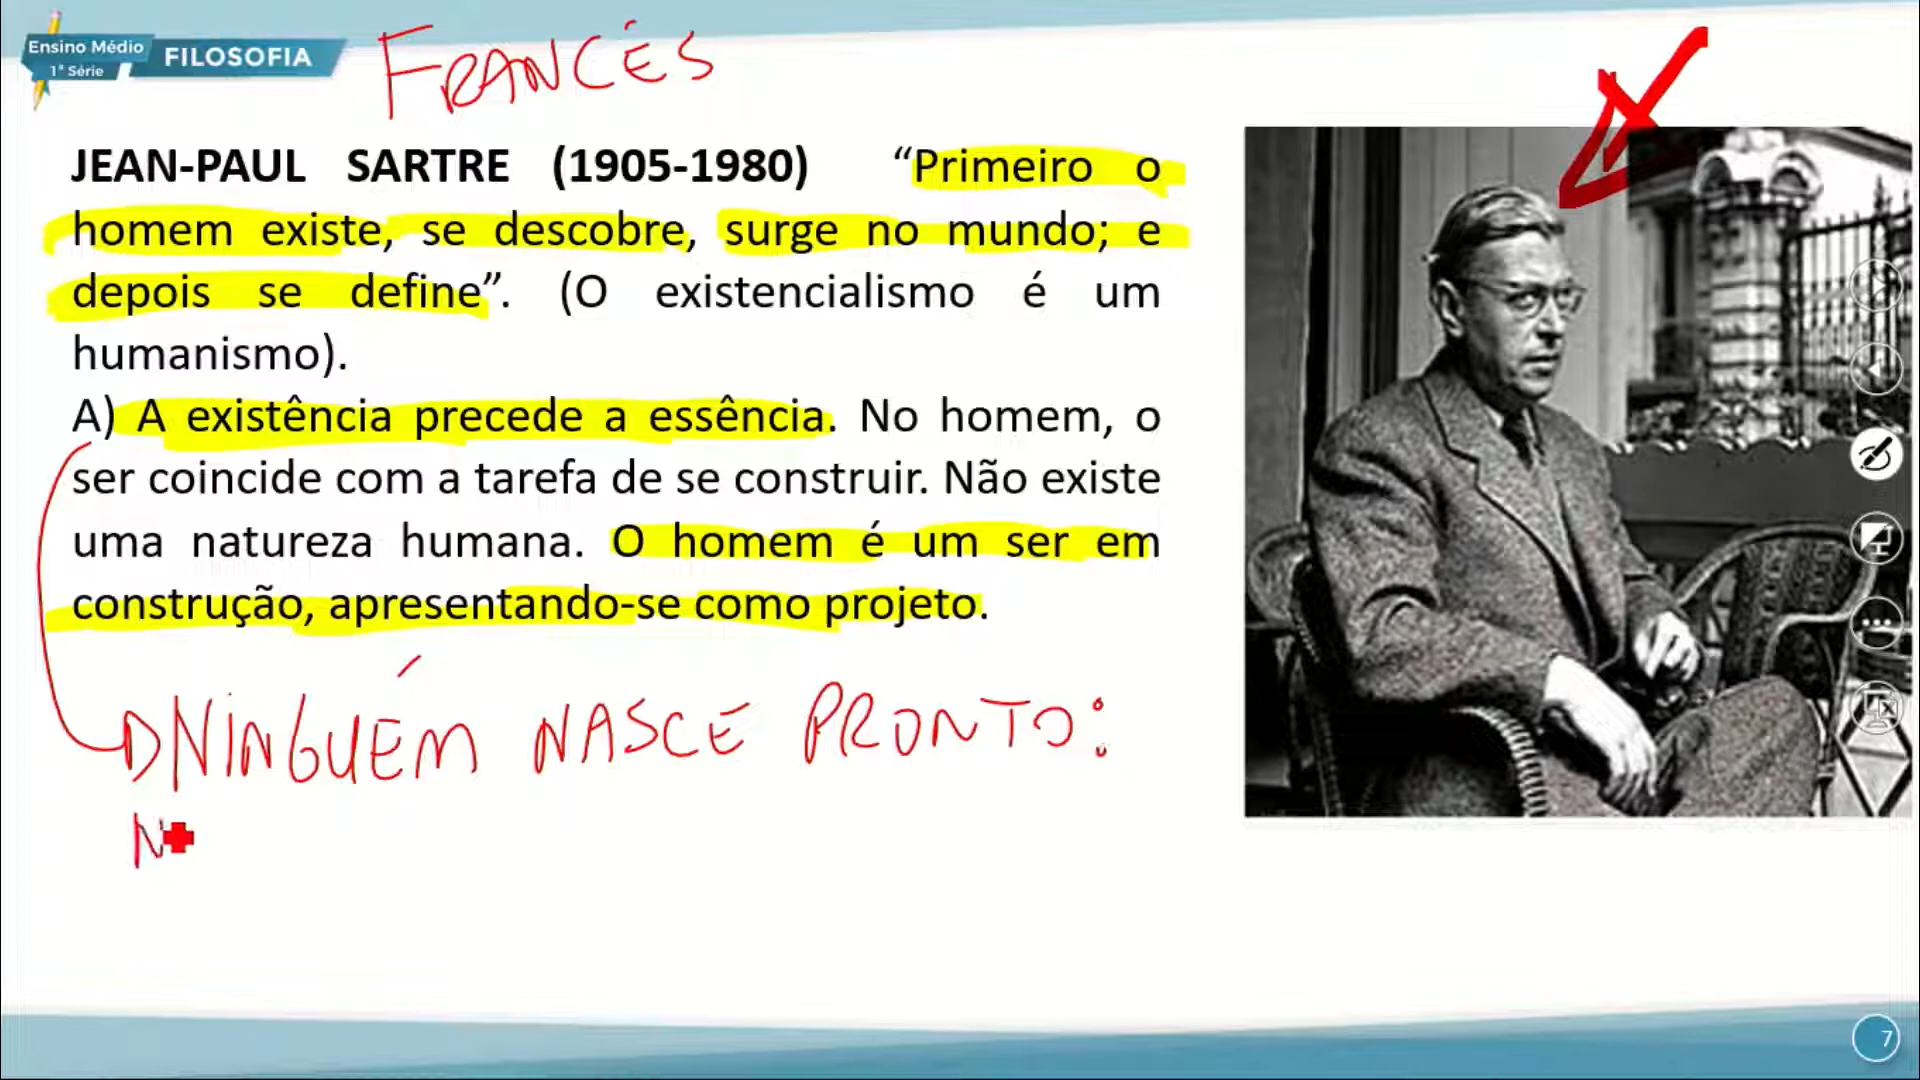 Ensino Médio
1ª Série
FILOSOFIA
FRANCÊS
JEAN-PAUL SARTRE (1905-1980) “Primeiro o
homem existe, se descobre, surge no mundo; e
depois se define”. (O existencialismo é um
humanismo).
A) A existência precede a essência. No homem, o
ser coincide com a tarefa de se construir. Não existe
uma natureza humana. O homem é um ser em
construção, apresentando-se como projeto.
NINGUÉM NASCE PRONTO:
N
7